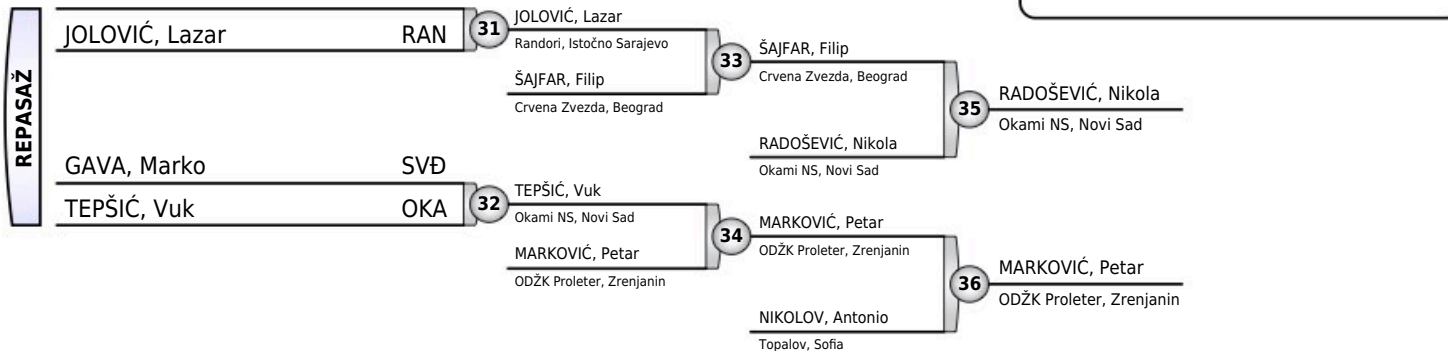 REPASAŽ
JOLOVIĆ, Lazar RAN
GAVA, Marko SVĐ
TEPŠIĆ, Vuk OKA
31
JOLOVIĆ, Lazar
Randori, Istočno Sarajevo
ŠAJFAR, Filip
Crvena Zvezda, Beograd
32
TEPŠIĆ, Vuk
Okami NS, Novi Sad
MARKOVIĆ, Petar
ODŽK Proleter, Zrenjanin
33
ŠAJFAR, Filip
Crvena Zvezda, Beograd
RADOŠEVIĆ, Nikola
Okami NS, Novi Sad
34
MARKOVIĆ, Petar
ODŽK Proleter, Zrenjanin
NIKOLOV, Antonio
Topalov, Sofia
35
RADOŠEVIĆ, Nikola
Okami NS, Novi Sad
36
MARKOVIĆ, Petar
ODŽK Proleter, Zrenjanin